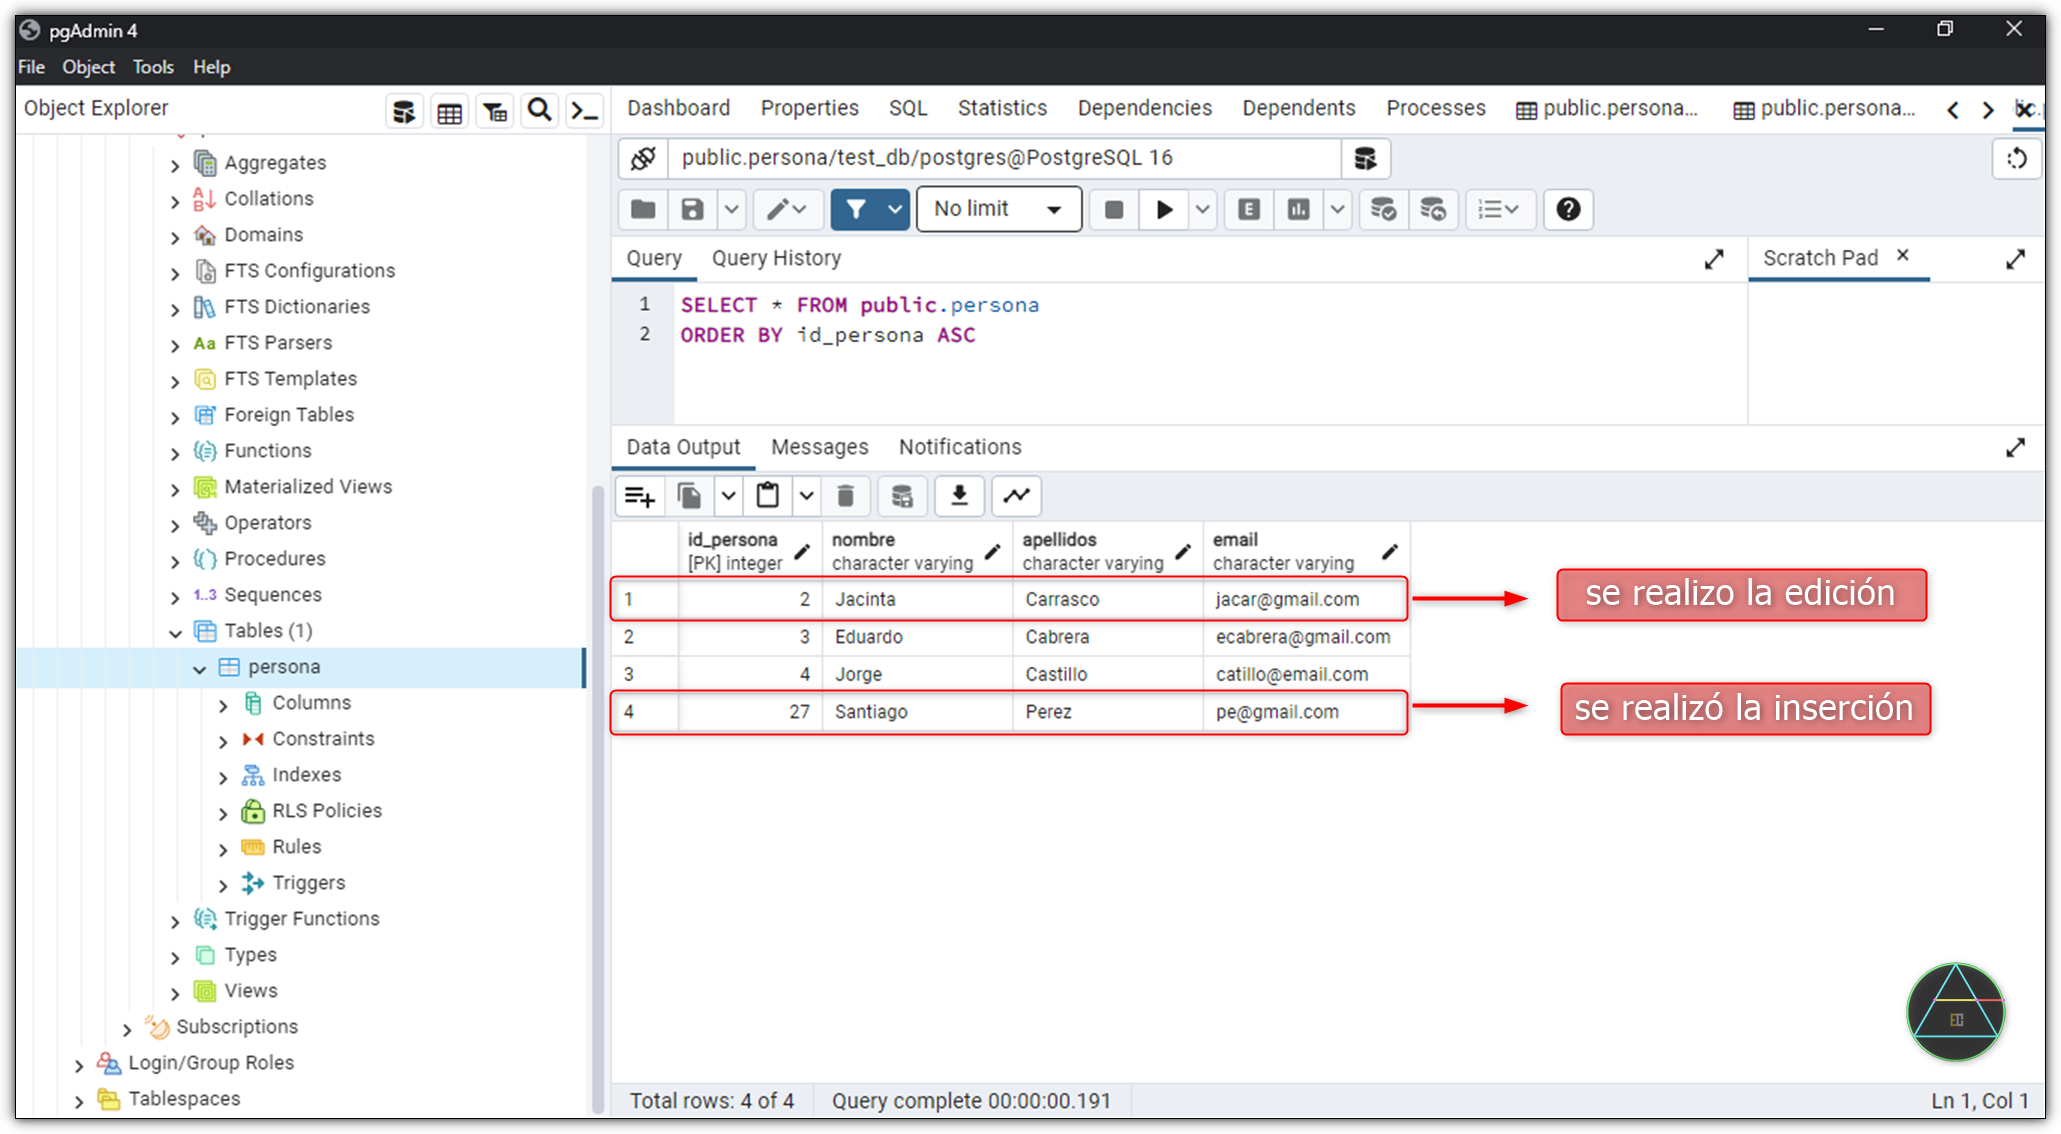 pgAdmin 4
File Object Tools Help
Object Explorer
Dashboard Properties SQL Statistics Dependencies Dependents Processes public.persona... public.persona...
public.persona/test_db/postgres@PostgreSQL 16
No limit
Query Query History
Scratch Pad
1 SELECT * FROM public.persona
2 ORDER BY id_persona ASC
Data Output Messages Notifications
id_persona nombre apellidos email
[PK] integer character varying character varying character varying
1 2 Jacinta Carrasco jacar@gmail.com
se realizo la edición
2 3 Eduardo Cabrera ecabrera@gmail.com
3 4 Jorge Castillo catillo@email.com
4 27 Santiago Perez pe@gmail.com
se realizó la inserción
Aggregates
Collations
Domains
FTS Configurations
FTS Dictionaries
Aa FTS Parsers
FTS Templates
Foreign Tables
Functions
Materialized Views
Operators
Procedures
1..3 Sequences
Tables (1)
persona
Columns
Constraints
Indexes
RLS Policies
Rules
Triggers
Trigger Functions
Types
Views
Subscriptions
Login/Group Roles
Tablespaces
Total rows: 4 of 4 Query complete 00:00:00.191
Ln 1, Col 1